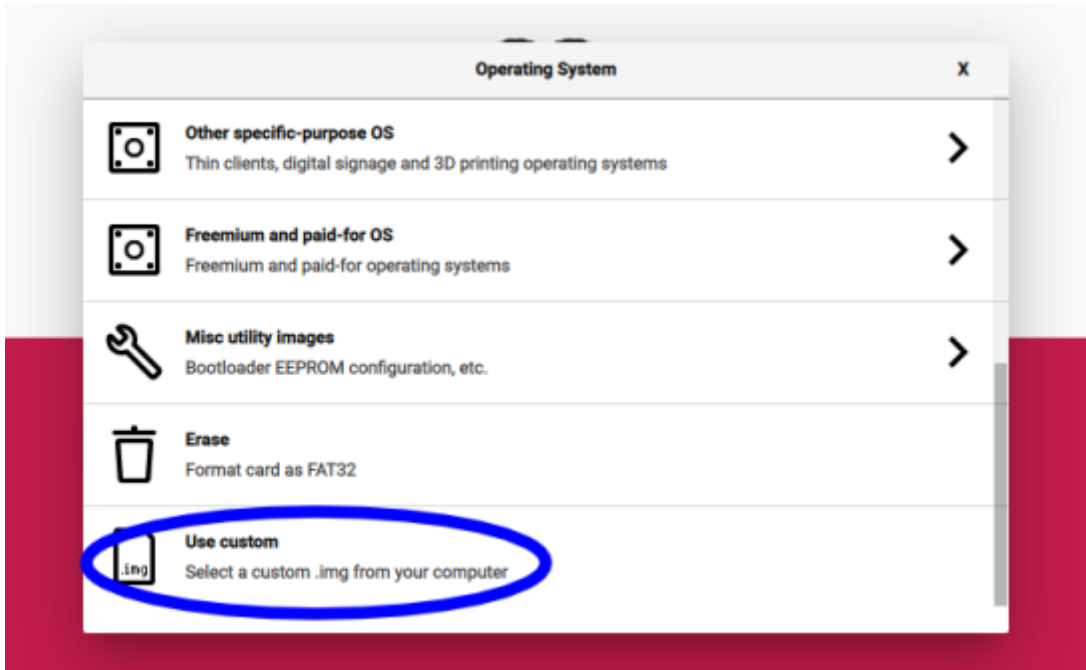 Operating System
X
Other specific-purpose OS
Thin clients, digital signage and 3D printing operating systems
Freemium and paid-for OS
Freemium and paid-for operating systems
Misc utility images
Bootloader EEPROM configuration, etc.
Erase
Format card as FAT32
Use custom
.img
Select a custom .img from your computer